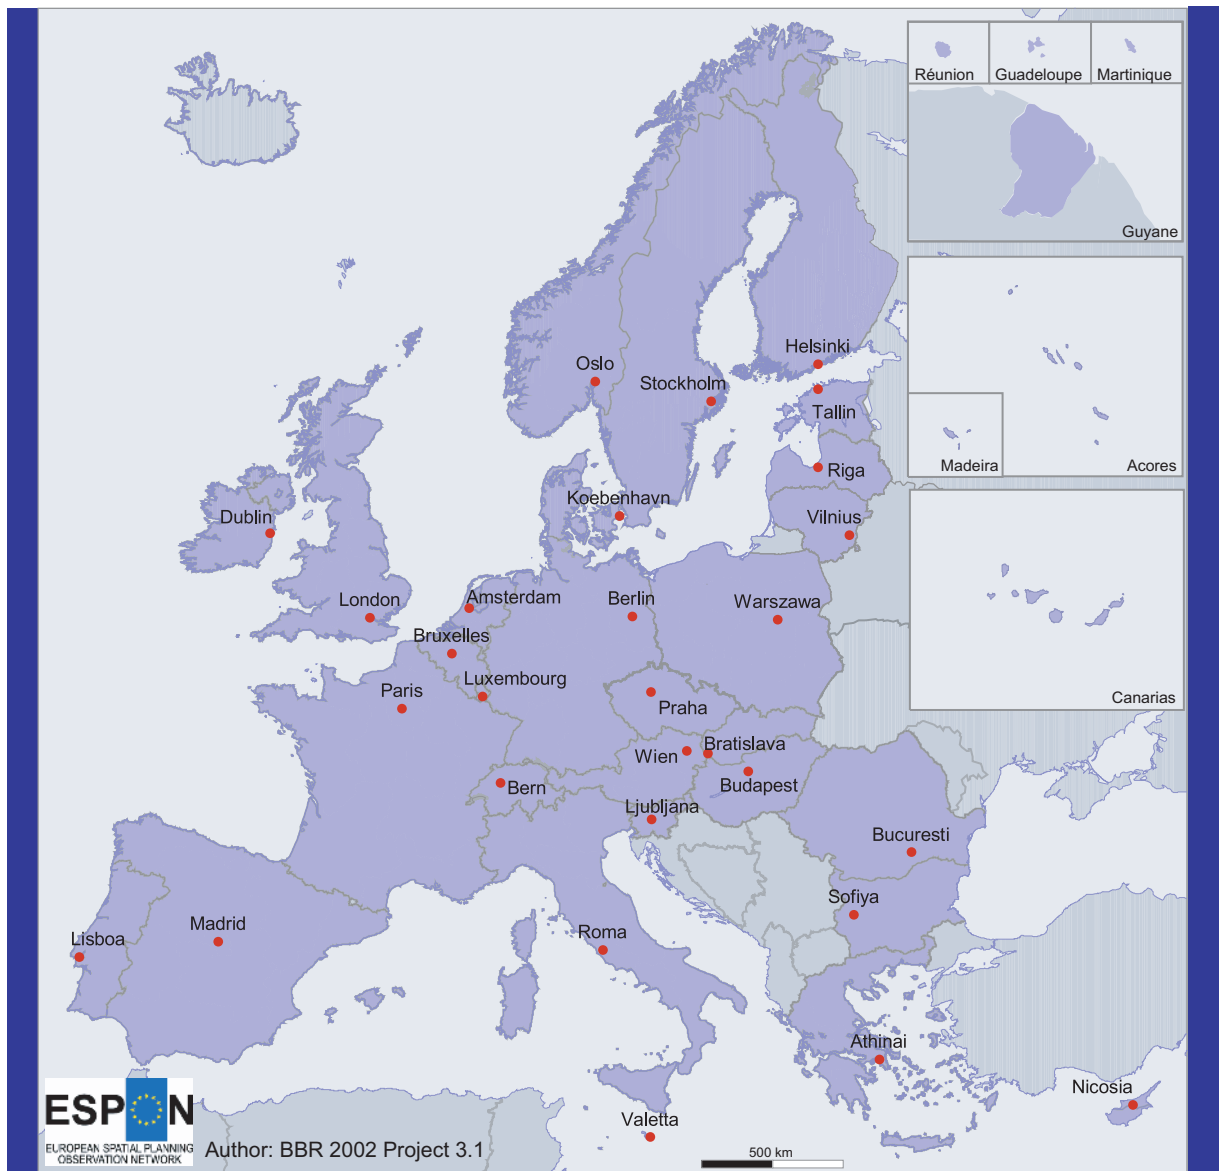 Réunion
Guadeloupe
Martinique
Guyane
Helsinki
Oslo
Stockholm
Tallin
Madeira
Acores
Riga
Koebenhavn
Dublin
Vilnius
London
Amsterdam
Berlin
Warszawa
Bruxelles
Luxembourg
Paris
Praha
Canarias
Wien
Bratislava
Bern
Budapest
Ljubljana
Bucuresti
Sofiya
Madrid
Lisboa
Roma
Athinai
Nicosia
Valetta
ESPON
EUROPEAN SPATIAL PLANNING
OBSERVATION NETWORK
Author: BBR 2002 Project 3.1
500 km